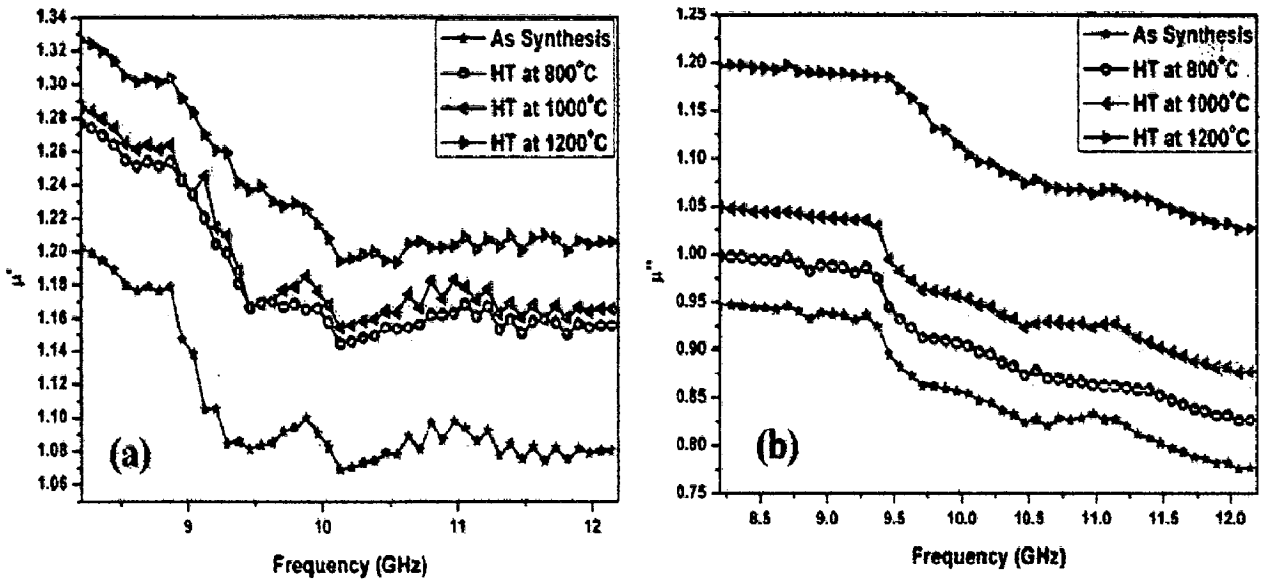 1.34
1.32
1.30
1.28
1.26
1.24
1.22
1.20
1.18
1.16
1.14
1.12
1.10
1.08
1.06
μ'
As Synthesis
HT at 800°C
HT at 1000°C
HT at 1200°C
(a)
9
10
11
12
Frequency (GHz)
1.25
1.20
1.15
1.10
1.05
1.00
0.95
0.90
0.85
0.80
0.75
μ''
As Synthesis
HT at 800°C
HT at 1000°C
HT at 1200°C
(b)
8.5
9.0
9.5
10.0
10.5
11.0
11.5
12.0
Frequency (GHz)